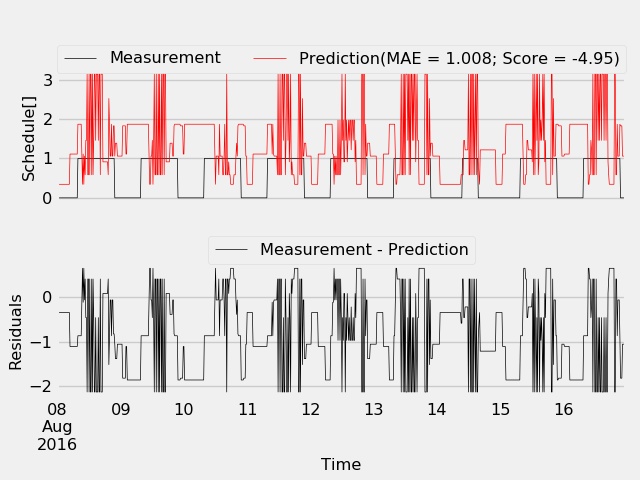 Measurement
Prediction(MAE = 1.008; Score = -4.95)
Schedule[]
3
2
1
0
Measurement - Prediction
Residuals
0
−1
−2
08 09 10 11 12 13 14 15 16
Aug
2016
Time